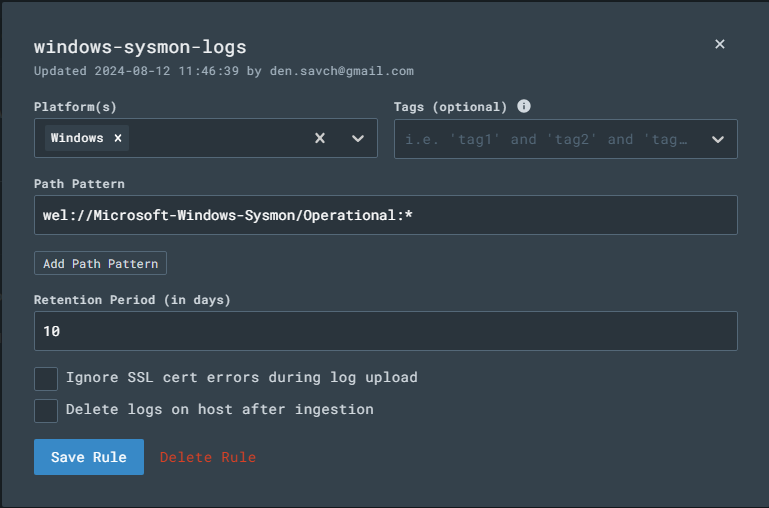 windows-sysmon-logs
Updated 2024-08-12 11:46:39 by den.savch@gmail.com
Platform(s)
Tags (optional)
Windows
i.e. 'tag1' and 'tag2' and 'tag…
Path Pattern
wel://Microsoft-Windows-Sysmon/Operational:*
Add Path Pattern
Retention Period (in days)
10
Ignore SSL cert errors during log upload
Delete logs on host after ingestion
Save Rule
Delete Rule